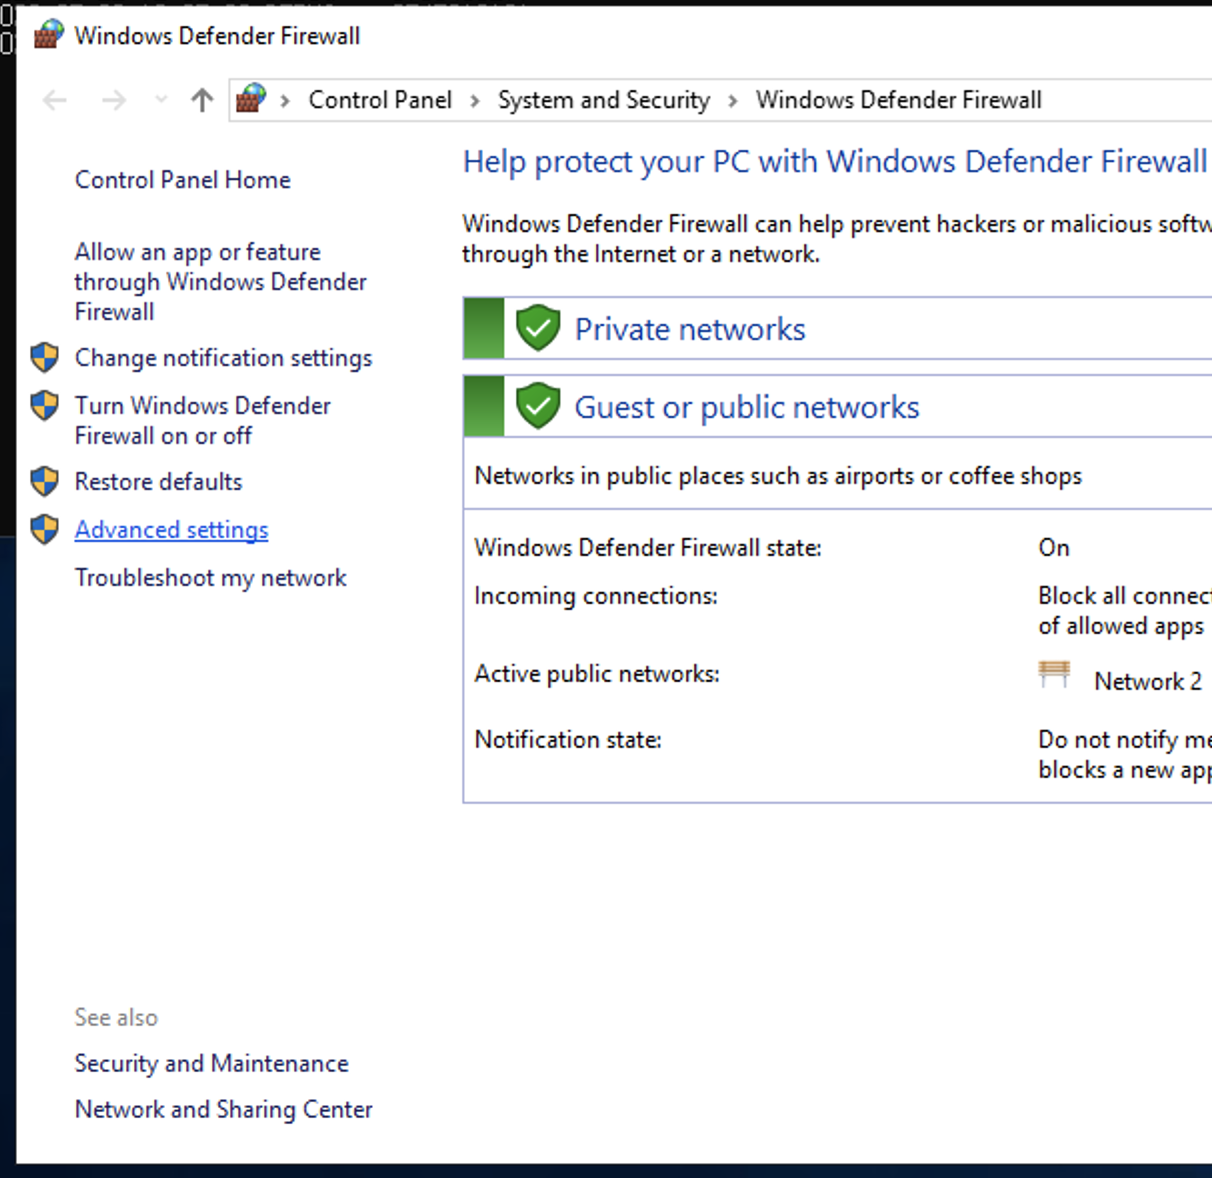 Windows Defender Firewall
Control Panel > System and Security > Windows Defender Firewall
Control Panel Home
Allow an app or feature
through Windows Defender
Firewall
Change notification settings
Turn Windows Defender
Firewall on or off
Restore defaults
Advanced settings
Troubleshoot my network
Help protect your PC with Windows Defender Firewall
Windows Defender Firewall can help prevent hackers or malicious softw
through the Internet or a network.
Private networks
Guest or public networks
Networks in public places such as airports or coffee shops
Windows Defender Firewall state: On
Incoming connections: Block all connect
of allowed apps
Active public networks: Network 2
Notification state: Do not notify me
blocks a new app
See also
Security and Maintenance
Network and Sharing Center